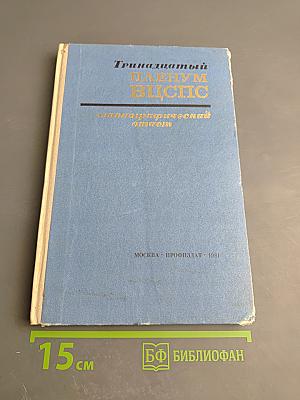 Тринадцатый
ПЛЕНУМ
ВЦСПС
стенографический
отчет
МОСКВА · ПРОФИЗДАТ · 1981
15 см
БФ БИБЛИОФАН